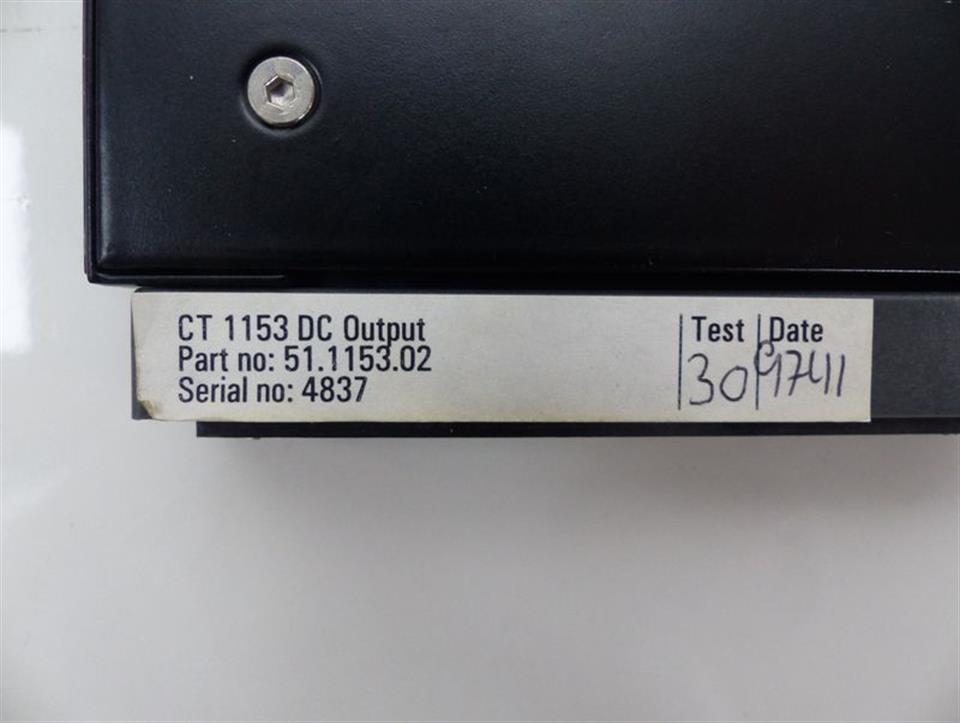 CT 1153 DC Output
Part no: 51.1153.02
Serial no: 4837
Test Date
30